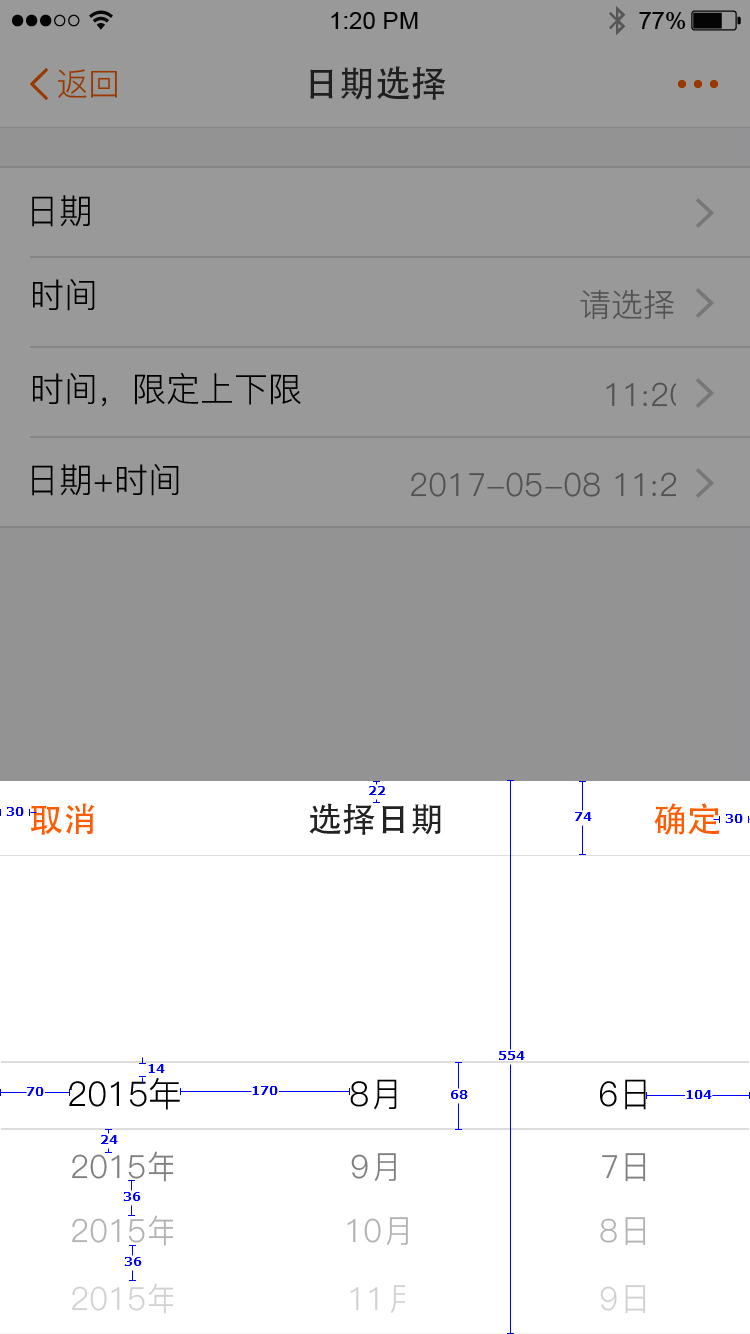 1:20 PM 77%
返回 日期选择
日期
时间 请选择
时间，限定上下限 11:20
日期+时间 2017-05-08 11:2
22
30 取消 选择日期 74 确定 30
554
14
70 2015年 170 8月 68 6日 104
24
2015年 9月 7日
36
2015年 10月 8日
36
2015年 11月 9日